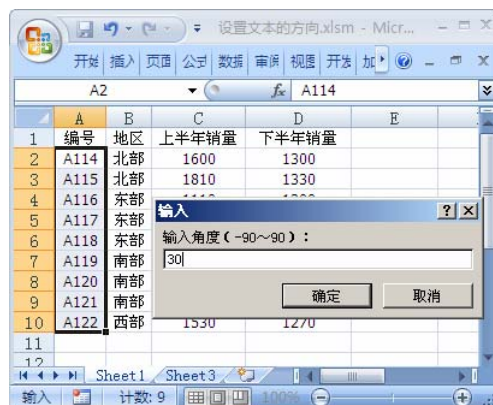 设置文本的方向.xlsm - Micr...
开始 插入 页面 公式 数据 审阅 视图 开发 加
A2 fx A114
A B C D E
1 编号 地区 上半年销量 下半年销量
2 A114 北部 1600 1300
3 A115 北部 1810 1330
4 A116 东部
5 A117 东部
6 A118 东部
7 A119 南部
8 A120 南部
9 A121 南部
10 A122 西部 1530 1270
11
12
输入
输入角度(-90~90):
30
确定 取消
Sheet1 Sheet3
输入 计数: 9 100%